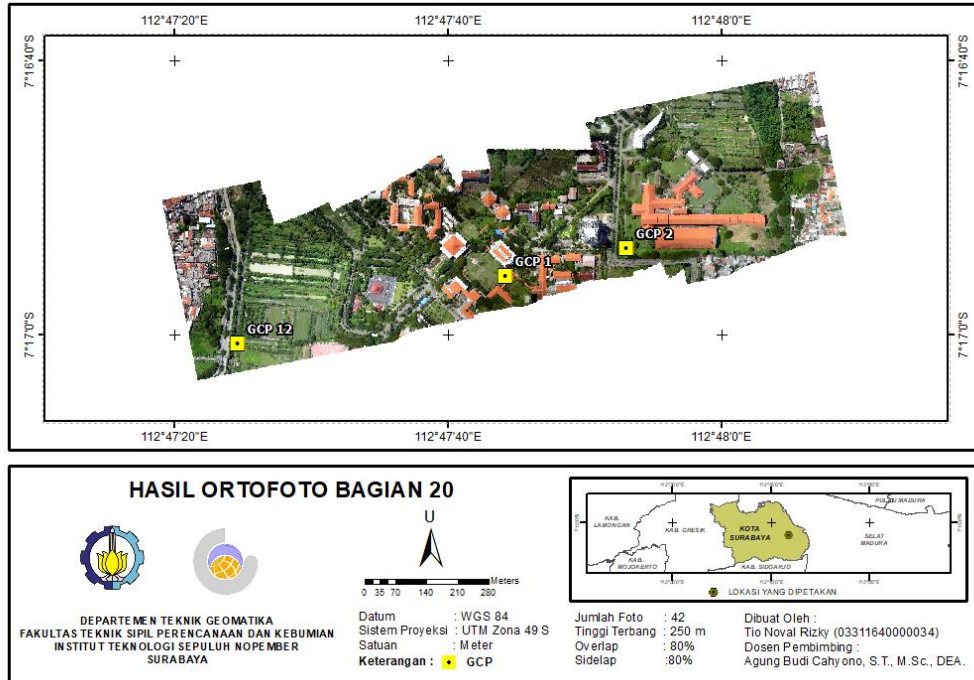 112°47'20"E
112°47'40"E
112°48'0"E
7°16'40"S
7°16'40"S
GCP 2
GCP 1
GCP 12
7°17'0"S
7°17'0"S
112°47'20"E
112°47'40"E
112°48'0"E
HASIL ORTOFOTO BAGIAN 20
U
Meters
0 35 70 140 210 280
DEPARTEMEN TEKNIK GEOMATIKA
FAKULTAS TEKNIK SIPIL PERENCANAAN DAN KEBUMIAN
INSTITUT TEKNOLOGI SEPULUH NOPEMBER
SURABAYA
Datum : WGS 84
Sistem Proyeksi : UTM Zona 49 S
Satuan : Meter
Keterangan : GCP
PULAU MADURA
KAB. LAMONGAN
KAB. GRESIK
KOTA SURABAYA
SELAT MADURA
KAB. MOJOKERTO
KAB. SIDOARJO
LOKASI YANG DIPETAKAN
Jumlah Foto : 42
Tinggi Terbang : 250 m
Overlap : 80%
Sidelap :80%
Dibuat Oleh :
Tio Noval Rizky (03311640000034)
Dosen Pembimbing :
Agung Budi Cahyono, S.T., M.Sc., DEA.